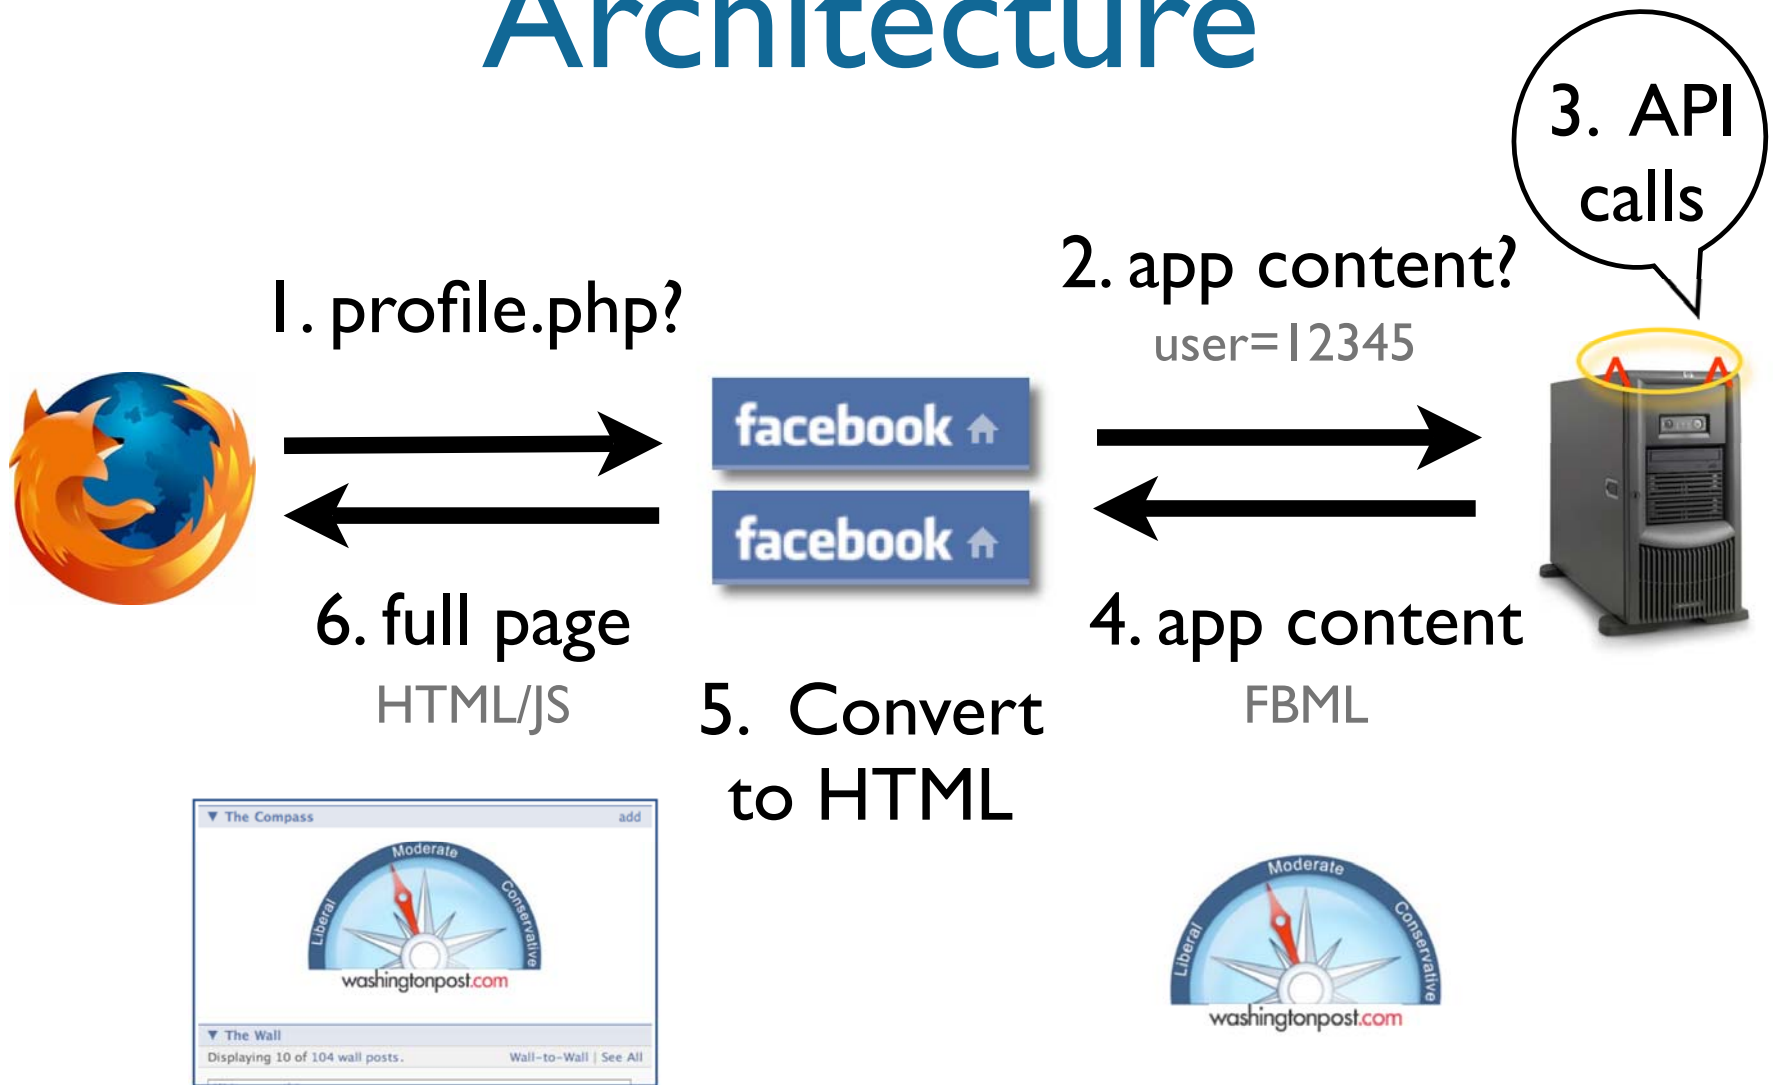 Architecture
3. API
calls
1. profile.php?
2. app content?
user=12345
facebook
facebook
6. full page
HTML/JS
4. app content
FBML
5. Convert
to HTML
▼ The Compass add
Liberal Moderate Conservative
washingtonpost.com
▼ The Wall
Displaying 10 of 104 wall posts. Wall-to-Wall | See All
Liberal Moderate Conservative
washingtonpost.com